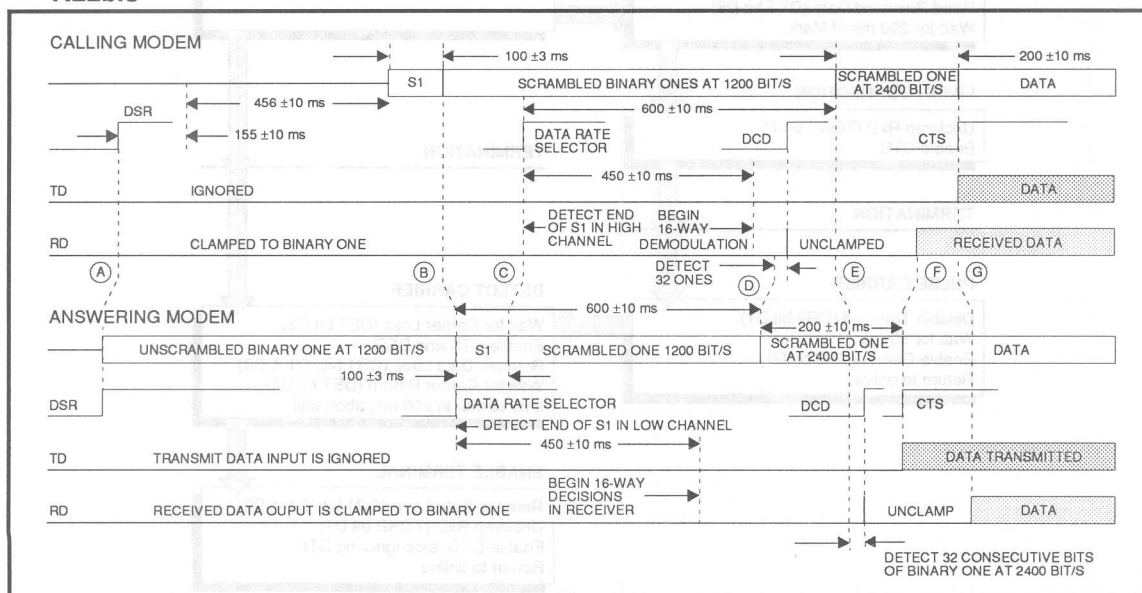 CALLING MODEM
100 ±3 ms
200 ±10 ms
S1
SCRAMBLED BINARY ONES AT 1200 BIT/S
SCRAMBLED ONE
AT 2400 BIT/S
DATA
456 ±10 ms
600 ±10 ms
DSR
155 ±10 ms
DATA RATE
SELECTOR
DCD
CTS
450 ±10 ms
TD
IGNORED
DATA
DETECT END
OF S1 IN HIGH
CHANNEL
BEGIN
16-WAY
DEMODULATION
RD
CLAMPED TO BINARY ONE
UNCLAMPED
RECEIVED DATA
DETECT
32 ONES
A
B
C
D
E
F
G
600 ±10 ms
ANSWERING MODEM
200 ±10 ms
UNSCRAMBLED BINARY ONE AT 1200 BIT/S
S1
SCRAMBLED ONE 1200 BIT/S
SCRAMBLED ONE
AT 2400 BIT/S
DATA
100 ±3 ms
DSR
DATA RATE SELECTOR
DCD
CTS
DETECT END OF S1 IN LOW CHANNEL
450 ±10 ms
TD
TRANSMIT DATA INPUT IS IGNORED
DATA TRANSMITTED
BEGIN 16-WAY
DECISIONS
IN RECEIVER
RD
RECEIVED DATA OUPUT IS CLAMPED TO BINARY ONE
UNCLAMP
DATA
DETECT 32 CONSECUTIVE BITS
OF BINARY ONE AT 2400 BIT/S